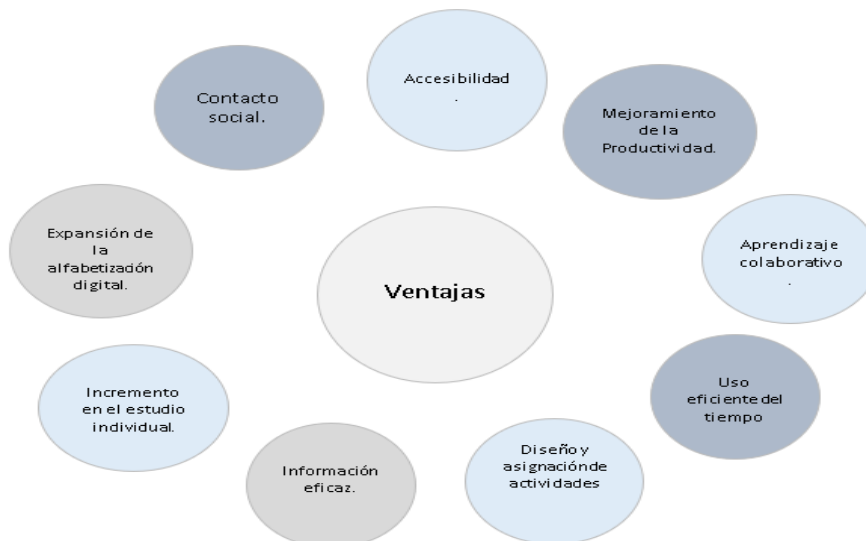 Accesibilidad
.
Contacto
social.
Mejoramiento
de la
Productividad.
Expansión de
la
alfabetización
digital.
Ventajas
Aprendizaje
colaborativo
.
Incremento
en el estudio
individual.
Uso
eficiente del
tiempo
Información
eficaz.
Diseño y
asignación de
actividades